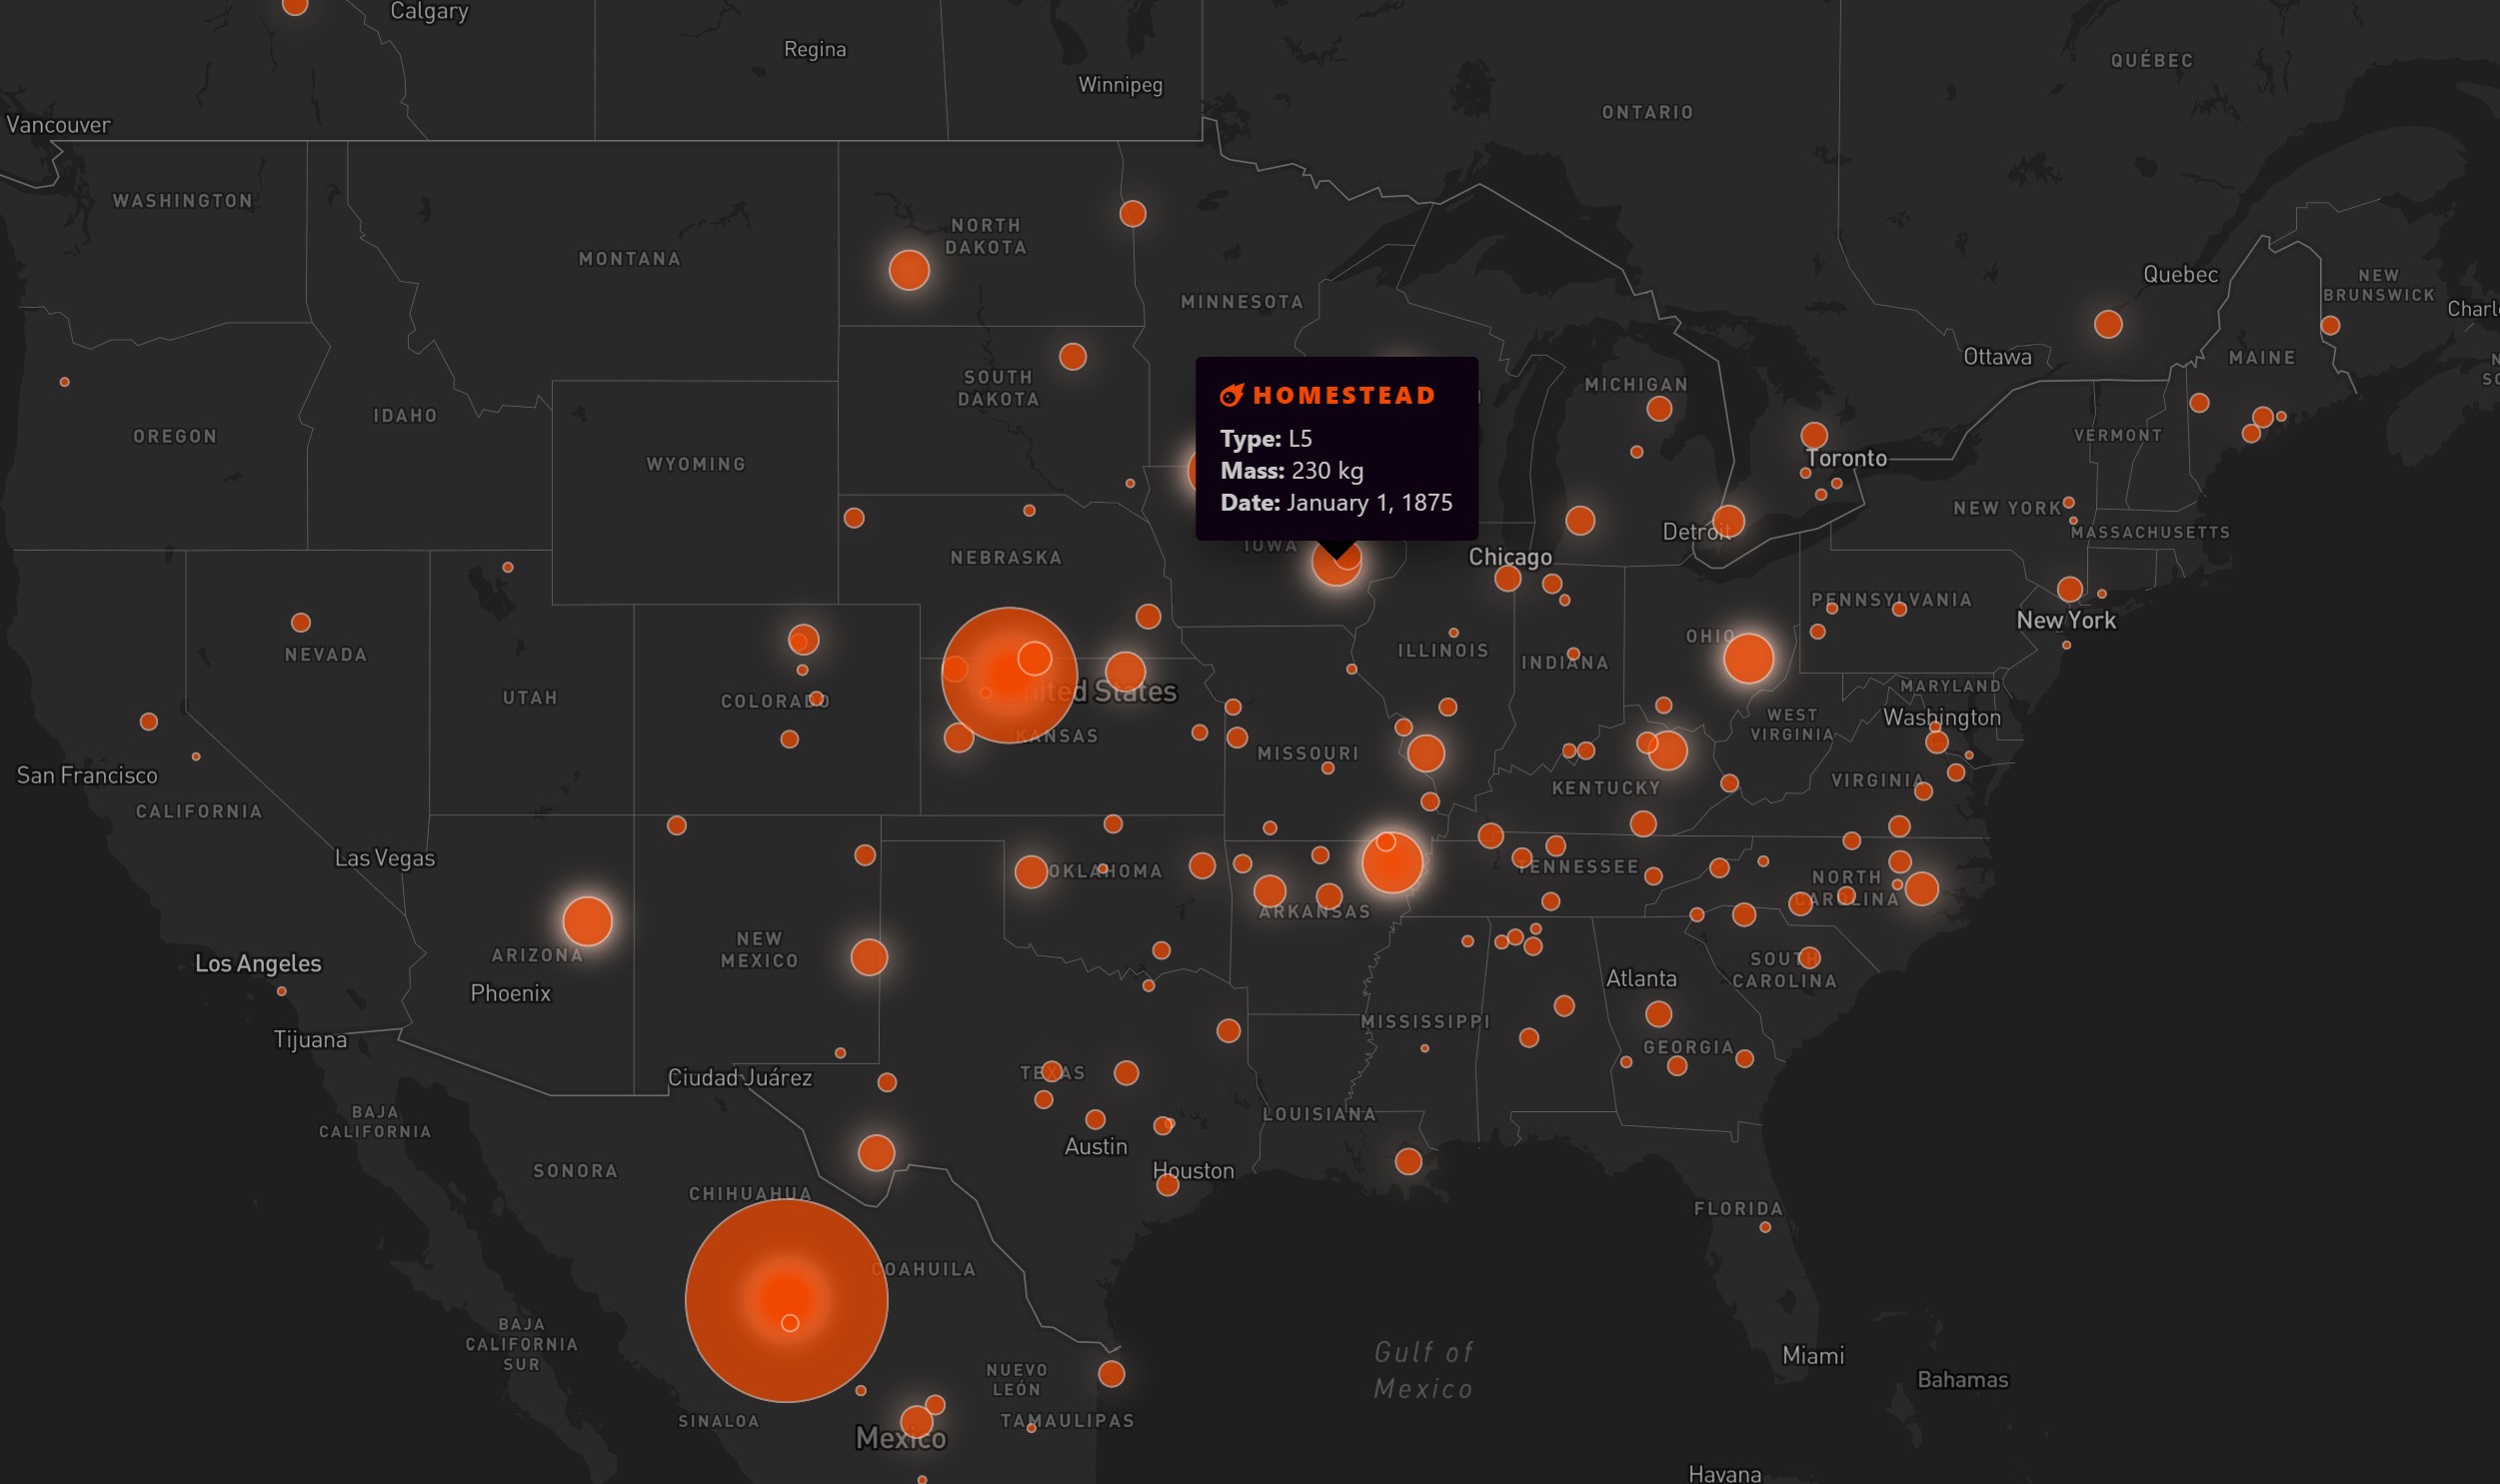 Calgary
Regina
Winnipeg
QUÉBEC
ONTARIO
Vancouver
WASHINGTON
NORTH
DAKOTA
MONTANA
MINNESOTA
Quebec
NEW
BRUNSWICK
Ottawa
MAINE
SOUTH
DAKOTA
MICHIGAN
IDAHO
OREGON
WYOMING
HOMESTEAD
Type: L5
Mass: 230 kg
Date: January 1, 1875
VERMONT
Toronto
NEW YORK
MASSACHUSETTS
Detroit
IOWA
Chicago
NEBRASKA
PENNSYLVANIA
New York
OHIO
NEVADA
ILLINOIS
INDIANA
UTAH
COLORADO
United States
MARYLAND
Washington
WEST
VIRGINIA
KANSAS
MISSOURI
San Francisco
CALIFORNIA
KENTUCKY
VIRGINIA
Las Vegas
OKLAHOMA
TENNESSEE
NORTH
CAROLINA
ARKANSAS
ARIZONA
NEW
MEXICO
Los Angeles
Phoenix
Atlanta
SOUTH
CAROLINA
MISSISSIPPI
Tijuana
GEORGIA
Ciudad Juárez
TEXAS
BAJA
CALIFORNIA
LOUISIANA
Austin
SONORA
Houston
CHIHUAHUA
FLORIDA
COAHUILA
BAJA
CALIFORNIA
SUR
Gulf of
Mexico
Miami
NUEVO
LEÓN
Bahamas
SINALOA
TAMAULIPAS
Mexico
Havana